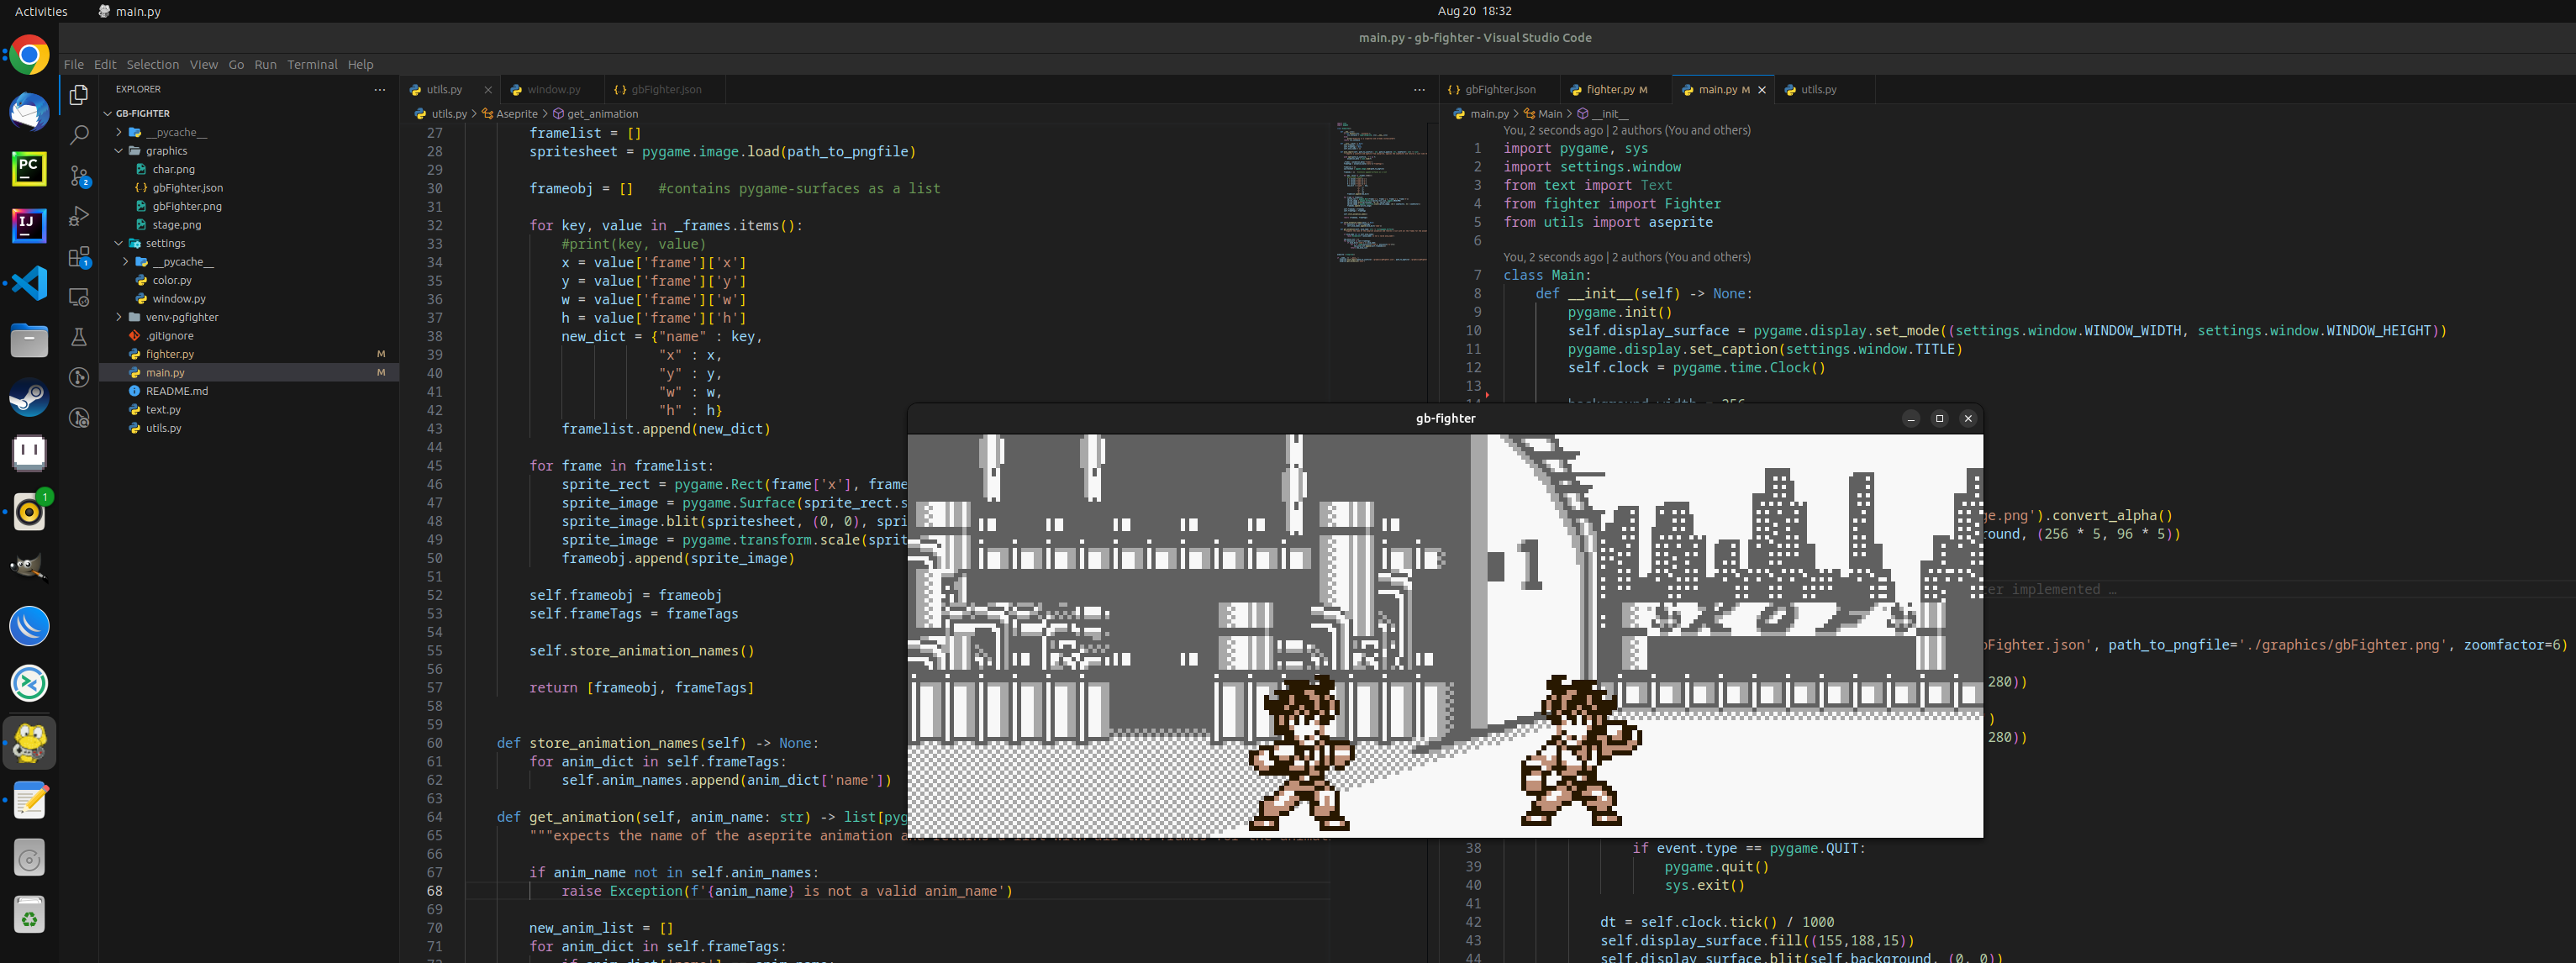 Activities
main.py
Aug 20 18:32
main.py - gb-fighter - Visual Studio Code
File Edit Selection View Go Run Terminal Help
EXPLORER
GB-FIGHTER
__pycache__
graphics
char.png
gbFighter.json
gbFighter.png
stage.png
settings
__pycache__
color.py
window.py
venv-pgfighter
.gitignore
fighter.py M
main.py M
README.md
text.py
utils.py
PC
IJ
1
2
1
utils.py window.py gbFighter.json
utils.py > Aseprite > get_animation
27 framelist = []
28 spritesheet = pygame.image.load(path_to_pngfile)
29
30 frameobj = [] #contains pygame-surfaces as a list
31
32 for key, value in _frames.items():
33 #print(key, value)
34 x = value['frame']['x']
35 y = value['frame']['y']
36 w = value['frame']['w']
37 h = value['frame']['h']
38 new_dict = {"name" : key,
39 "x" : x,
40 "y" : y,
41 "w" : w,
42 "h" : h}
43 framelist.append(new_dict)
44
45 for frame in framelist:
46 sprite_rect = pygame.Rect(frame['x'], frame
47 sprite_image = pygame.Surface(sprite_rect.s
48 sprite_image.blit(spritesheet, (0, 0), spri
49 sprite_image = pygame.transform.scale(sprit
50 frameobj.append(sprite_image)
51
52 self.frameobj = frameobj
53 self.frameTags = frameTags
54
55 self.store_animation_names()
56
57 return [frameobj, frameTags]
58
59
60 def store_animation_names(self) -> None:
61 for anim_dict in self.frameTags:
62 self.anim_names.append(anim_dict['name'])
63
64 def get_animation(self, anim_name: str) -> list[pyg
65 """expects the name of the aseprite animation a
66
67 if anim_name not in self.anim_names:
68 raise Exception(f'{anim_name} is not a valid anim_name')
69
70 new_anim_list = []
71 for anim_dict in self.frameTags:
gbFighter.json fighter.py M main.py M utils.py
main.py > Main > __init__
You, 2 seconds ago | 2 authors (You and others)
1 import pygame, sys
2 import settings.window
3 from text import Text
4 from fighter import Fighter
5 from utils import aseprite
6
You, 2 seconds ago | 2 authors (You and others)
7 class Main:
8 def __init__(self) -> None:
9 pygame.init()
10 self.display_surface = pygame.display.set_mode((settings.window.WINDOW_WIDTH, settings.window.WINDOW_HEIGHT))
11 pygame.display.set_caption(settings.window.TITLE)
12 self.clock = pygame.time.Clock()
13
gb-fighter
1
ge.png').convert_alpha()
round, (256 * 5, 96 * 5))
er implemented …
bFighter.json', path_to_pngfile='./graphics/gbFighter.png', zoomfactor=6)
280))
)
280))
38 if event.type == pygame.QUIT:
39 pygame.quit()
40 sys.exit()
41
42 dt = self.clock.tick() / 1000
43 self.display_surface.fill((155,188,15))
44 self.display_surface.blit(self.background, (0, 0))